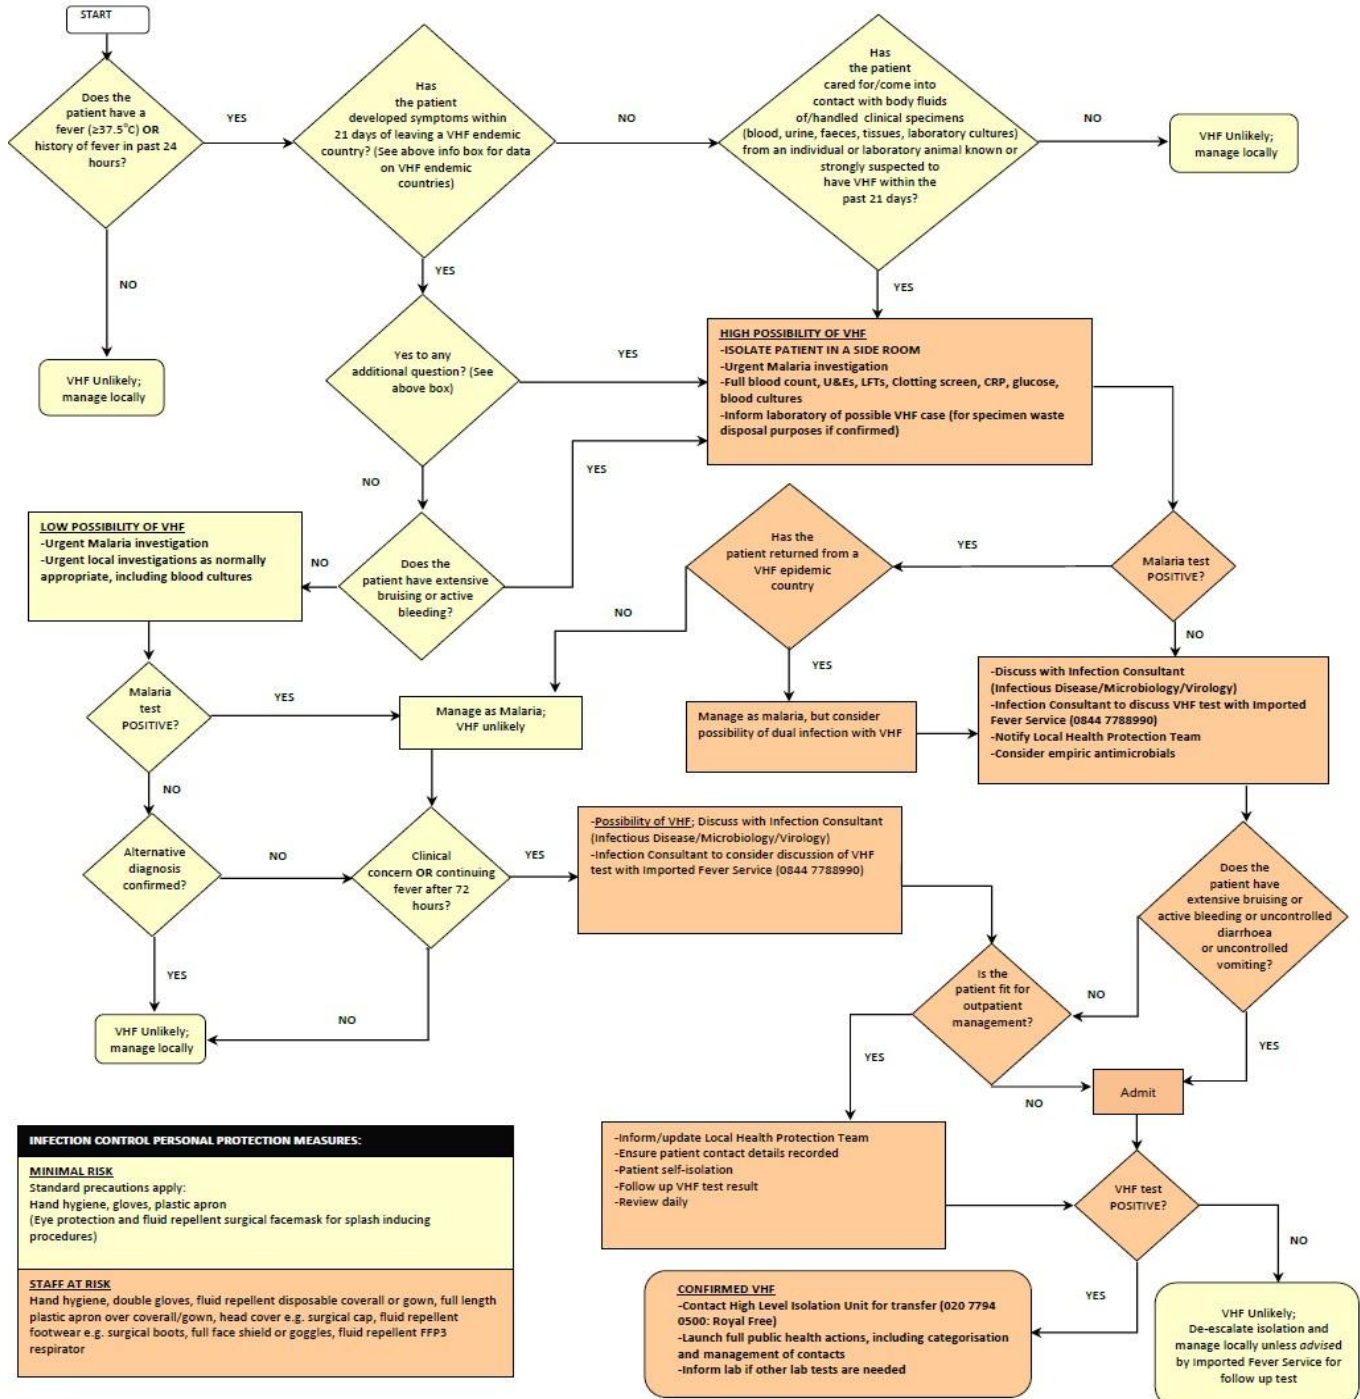 START
Does the
patient have a
fever (≥37.5°C) OR
history of fever in past 24
hours?
YES
Has
the patient
developed symptoms within
21 days of leaving a VHF endemic
country? (See above info box for data
on VHF endemic
countries)
NO
Has
the patient
cared for/come into
contact with body fluids
of/handled clinical specimens
(blood, urine, faeces, tissues, laboratory cultures)
from an individual or laboratory animal known or
strongly suspected to
have VHF within the
past 21 days?
NO
VHF Unlikely;
manage locally
NO
YES
YES
VHF Unlikely;
manage locally
Yes to any
additional question? (See
above box)
YES
HIGH POSSIBILITY OF VHF
-ISOLATE PATIENT IN A SIDE ROOM
-Urgent Malaria investigation
-Full blood count, U&Es, LFTs, Clotting screen, CRP, glucose,
blood cultures
-Inform laboratory of possible VHF case (for specimen waste
disposal purposes if confirmed)
NO
YES
LOW POSSIBILITY OF VHF
-Urgent Malaria investigation
-Urgent local investigations as normally
appropriate, including blood cultures
NO
Does the
patient have extensive
bruising or active
bleeding?
Has the
patient returned from a
VHF epidemic
country
YES
Malaria test
POSITIVE?
NO
YES
NO
Malaria
test
POSITIVE?
YES
Manage as Malaria;
VHF unlikely
Manage as malaria, but consider
possibility of dual infection with VHF
-Discuss with Infection Consultant
(Infectious Disease/Microbiology/Virology)
-Infection Consultant to discuss VHF test with Imported
Fever Service (0844 7788990)
-Notify Local Health Protection Team
-Consider empiric antimicrobials
NO
Alternative
diagnosis
confirmed?
NO
Clinical
concern OR continuing
fever after 72
hours?
YES
-Possibility of VHF; Discuss with Infection Consultant
(Infectious Disease/Microbiology/Virology)
-Infection Consultant to consider discussion of VHF
test with Imported Fever Service (0844 7788990)
Does the
patient have
extensive bruising or
active bleeding or uncontrolled
diarrhoea
or uncontrolled
vomiting?
YES
NO
VHF Unlikely;
manage locally
Is the
patient fit for
outpatient
management?
NO
YES
YES
NO
Admit
INFECTION CONTROL PERSONAL PROTECTION MEASURES:
MINIMAL RISK
Standard precautions apply:
Hand hygiene, gloves, plastic apron
(Eye protection and fluid repellent surgical facemask for splash inducing
procedures)
STAFF AT RISK
Hand hygiene, double gloves, fluid repellent disposable coverall or gown, full length
plastic apron over coverall/gown, head cover e.g. surgical cap, fluid repellent
footwear e.g. surgical boots, full face shield or goggles, fluid repellent FFP3
respirator
-Inform/update Local Health Protection Team
-Ensure patient contact details recorded
-Patient self-isolation
-Follow up VHF test result
-Review daily
VHF test
POSITIVE?
NO
YES
CONFIRMED VHF
-Contact High Level Isolation Unit for transfer (020 7794
0500: Royal Free)
-Launch full public health actions, including categorisation
and management of contacts
-Inform lab if other lab tests are needed
VHF Unlikely;
De-escalate isolation and
manage locally unless advised
by Imported Fever Service for
follow up test